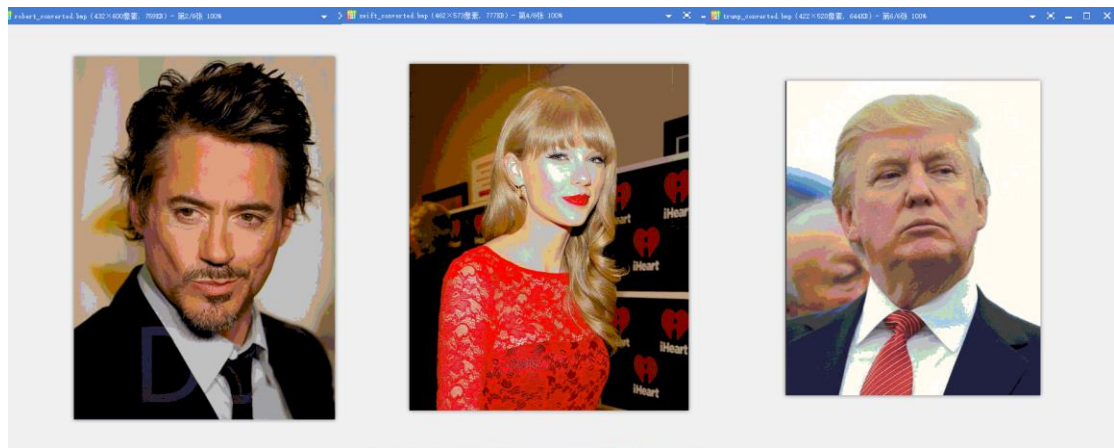 robert_converted.bmp (432×600像素, 759KB) - 第2/6张 100%
swift_converted.bmp (462×573像素, 777KB) - 第4/6张 100%
trump_converted.bmp (422×520像素, 644KB) - 第6/6张 100%
D
art
iHear
iHeart
iHeart
iHeart